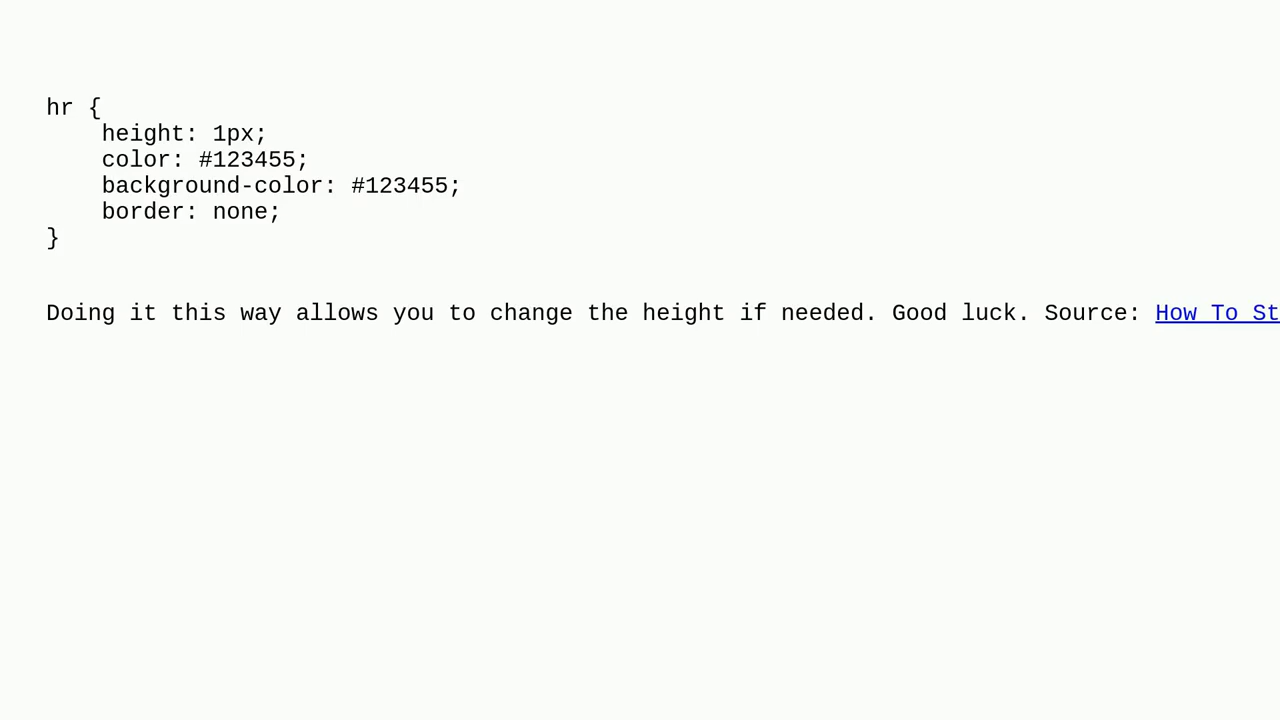 hr {
    height: 1px;
    color: #123455;
    background-color: #123455;
    border: none;
}
Doing it this way allows you to change the height if needed. Good luck. Source: How To St